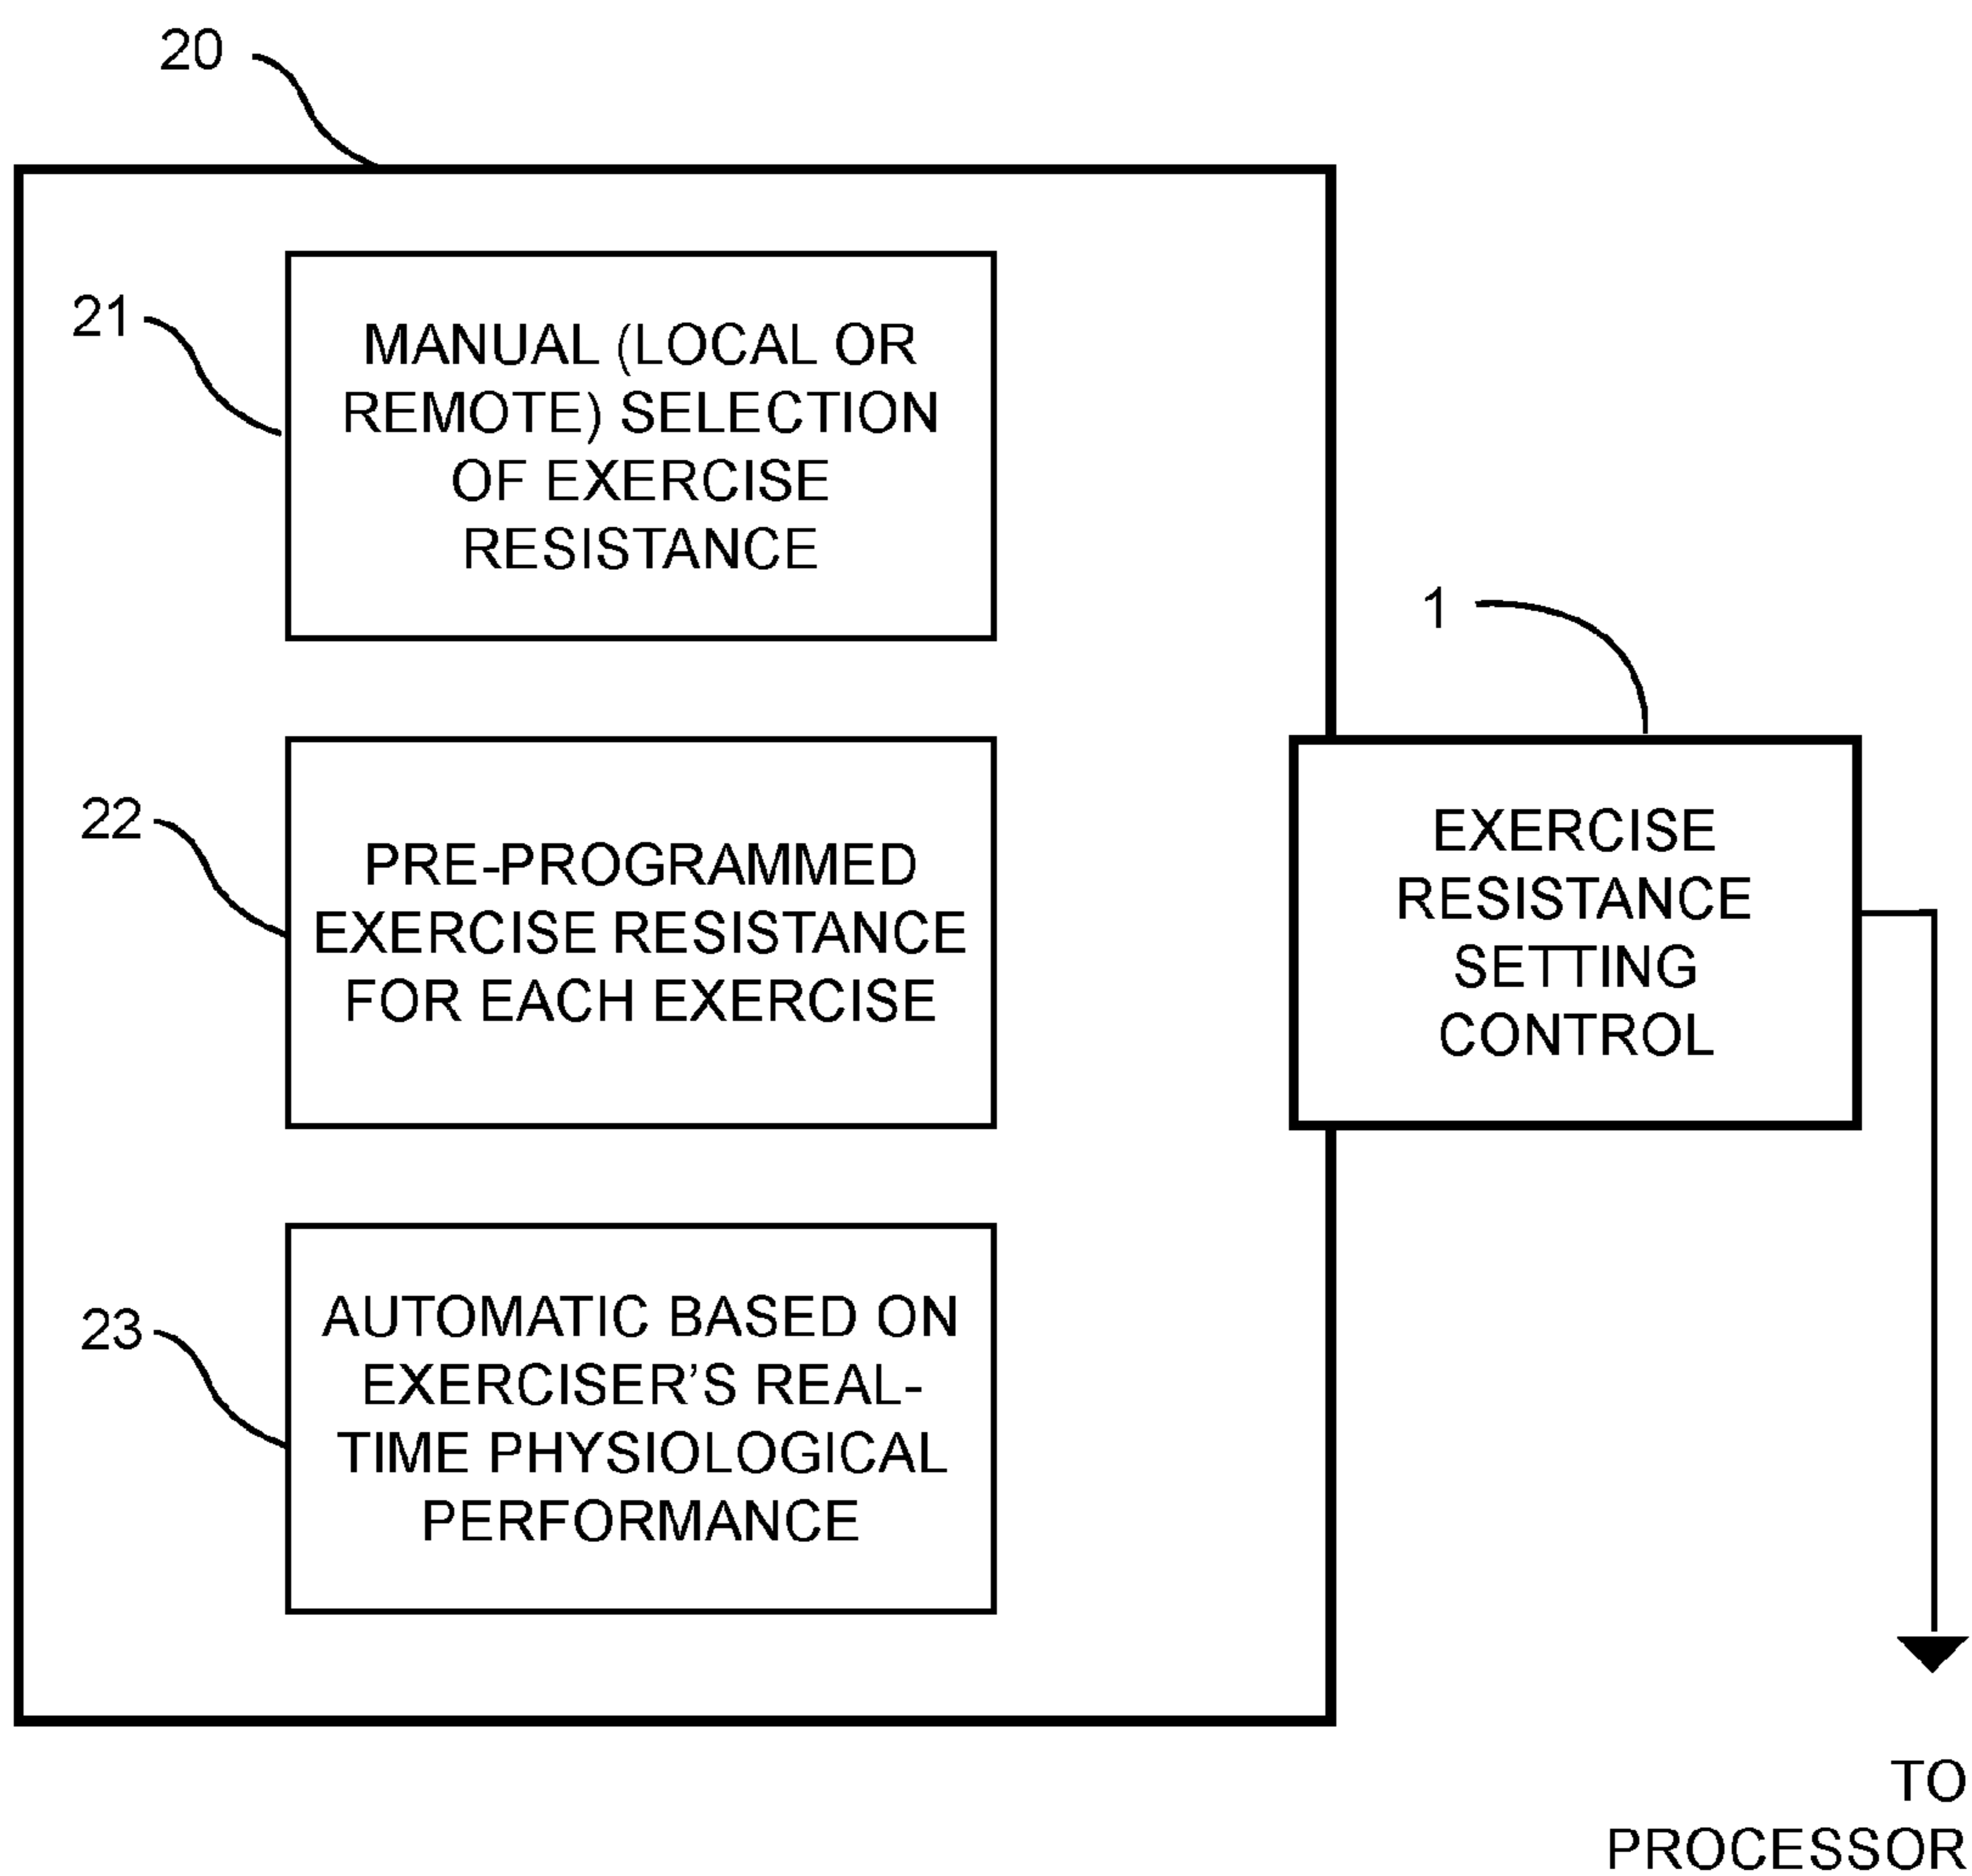 20
21
MANUAL (LOCAL OR
REMOTE) SELECTION
OF EXERCISE
RESISTANCE
1
22
PRE-PROGRAMMED
EXERCISE RESISTANCE
FOR EACH EXERCISE
EXERCISE
RESISTANCE
SETTING
CONTROL
23
AUTOMATIC BASED ON
EXERCISER’S REAL-
TIME PHYSIOLOGICAL
PERFORMANCE
TO
PROCESSOR